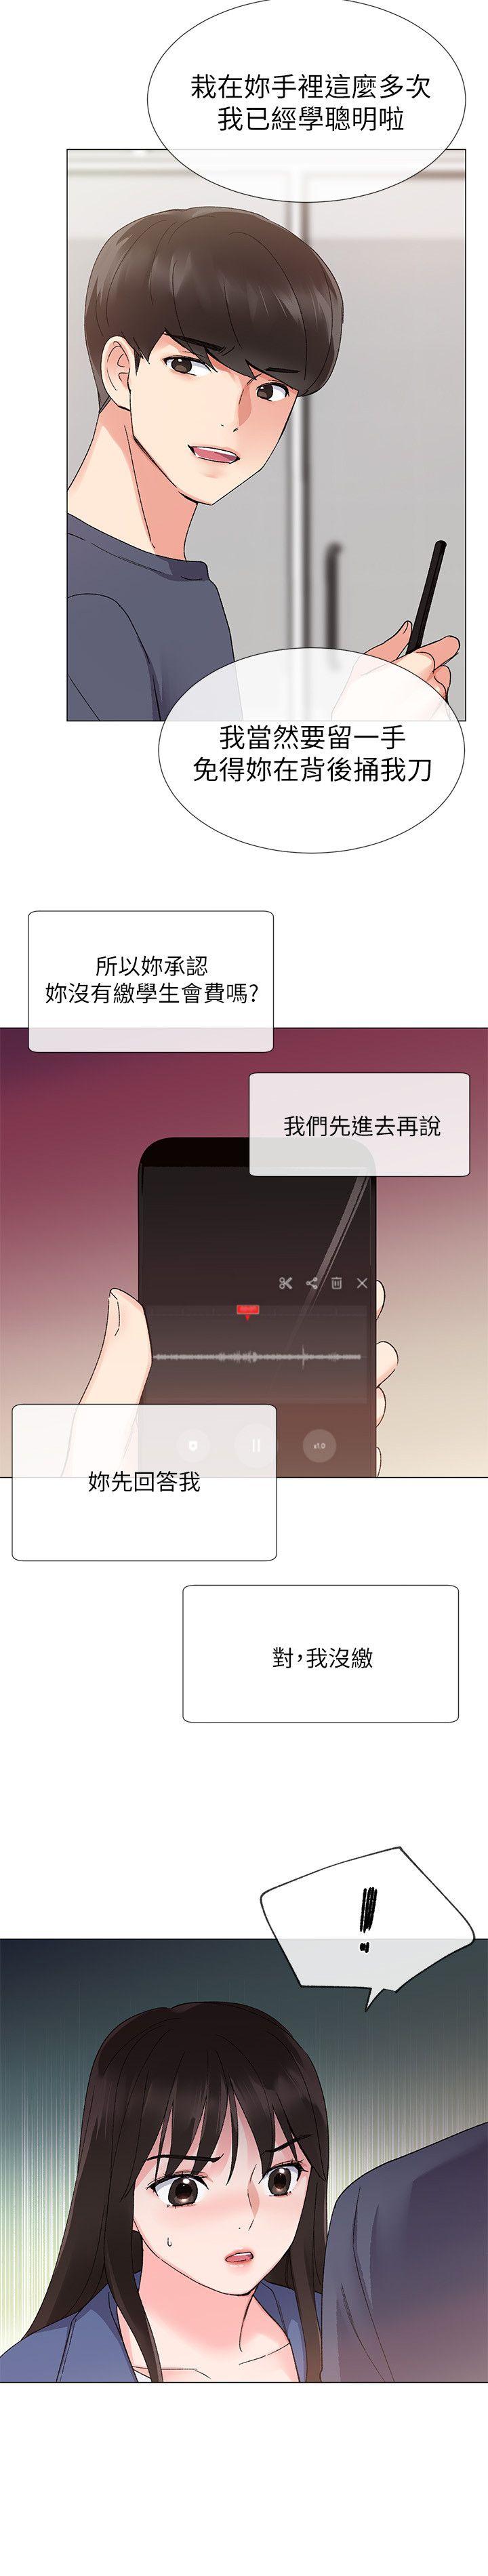 栽在妳手裡這麼多次
我已經學聰明啦
我當然要留一手
免得妳在背後捅我刀
所以妳承認
妳沒有繳學生會費嗎?
我們先進去再說
x1.0
妳先回答我
對,我沒繳
!!